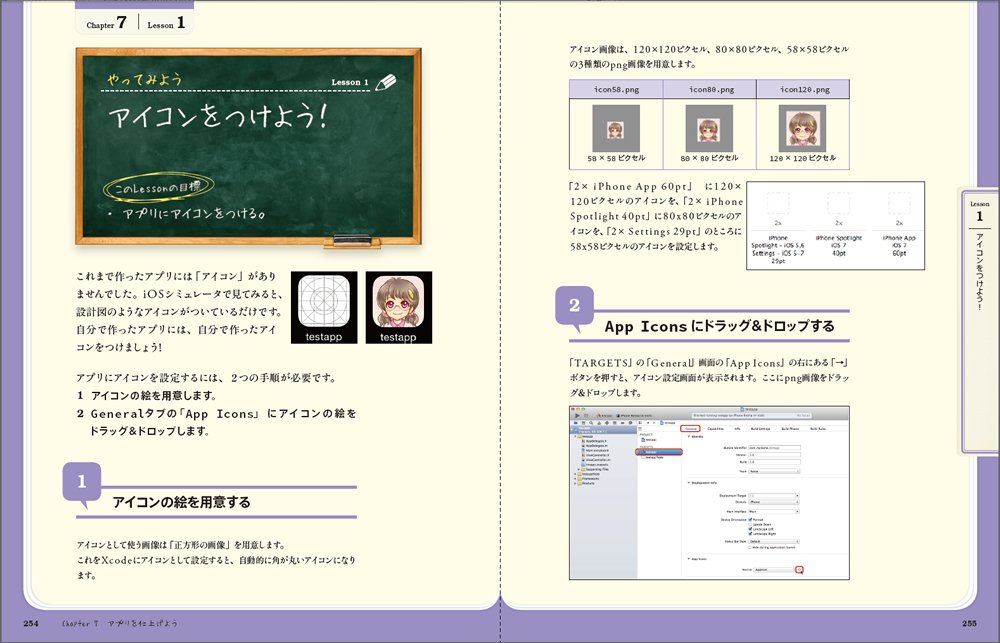 Chapter 7 Lesson 1
やってみよう
Lesson 1
アイコンをつけよう!
このLessonの目標
・ アプリにアイコンをつける。
これまで作ったアプリには「アイコン」があり
ませんでした。iOSシミュレータで見てみると、
設計図のようなアイコンがついているだけです。
自分で作ったアプリには、自分で作ったアイ
コンをつけましょう!
testapp
testapp
アプリにアイコンを設定するには、2つの手順が必要です。
1 アイコンの絵を用意します。
2 Generalタブの「App Icons」にアイコンの絵を
ドラッグ&ドロップします。
1
アイコンの絵を用意する
アイコンとして使う画像は「正方形の画像」を用意します。
これをXcodeにアイコンとして設定すると、自動的に角が丸いアイコンになり
ます。
254 Chapter 7 アプリを仕上げよう
アイコン画像は、120×120ピクセル、80×80ピクセル、58×58ピクセル
の3種類のpng画像を用意します。
icon58.png icon80.png icon120.png
58 × 58 ピクセル 80 × 80 ピクセル 120 × 120 ピクセル
「2× iPhone App 60pt」 に120×
120ピクセルのアイコンを、「2× iPhone
Spotlight 40pt」に80x80ピクセルのア
イコンを、「2× Settings 29pt」のところに
58x58ピクセルのアイコンを設定します。
2x 2x 2x
iPhone iPhone Spotlight iPhone App
Spotlight - iOS 5,6 iOS 7 iOS 7
Settings - iOS 5-7 40pt 60pt
29pt
2
App Icons にドラッグ&ドロップする
「TARGETS」の「General」画面の「App Icons」の右にある「→」
ボタンを押すと、アイコン設定画面が表示されます。ここにpng画像をドラッ
グ&ドロップします。
Lesson
1
アイコンをつけよう!
255